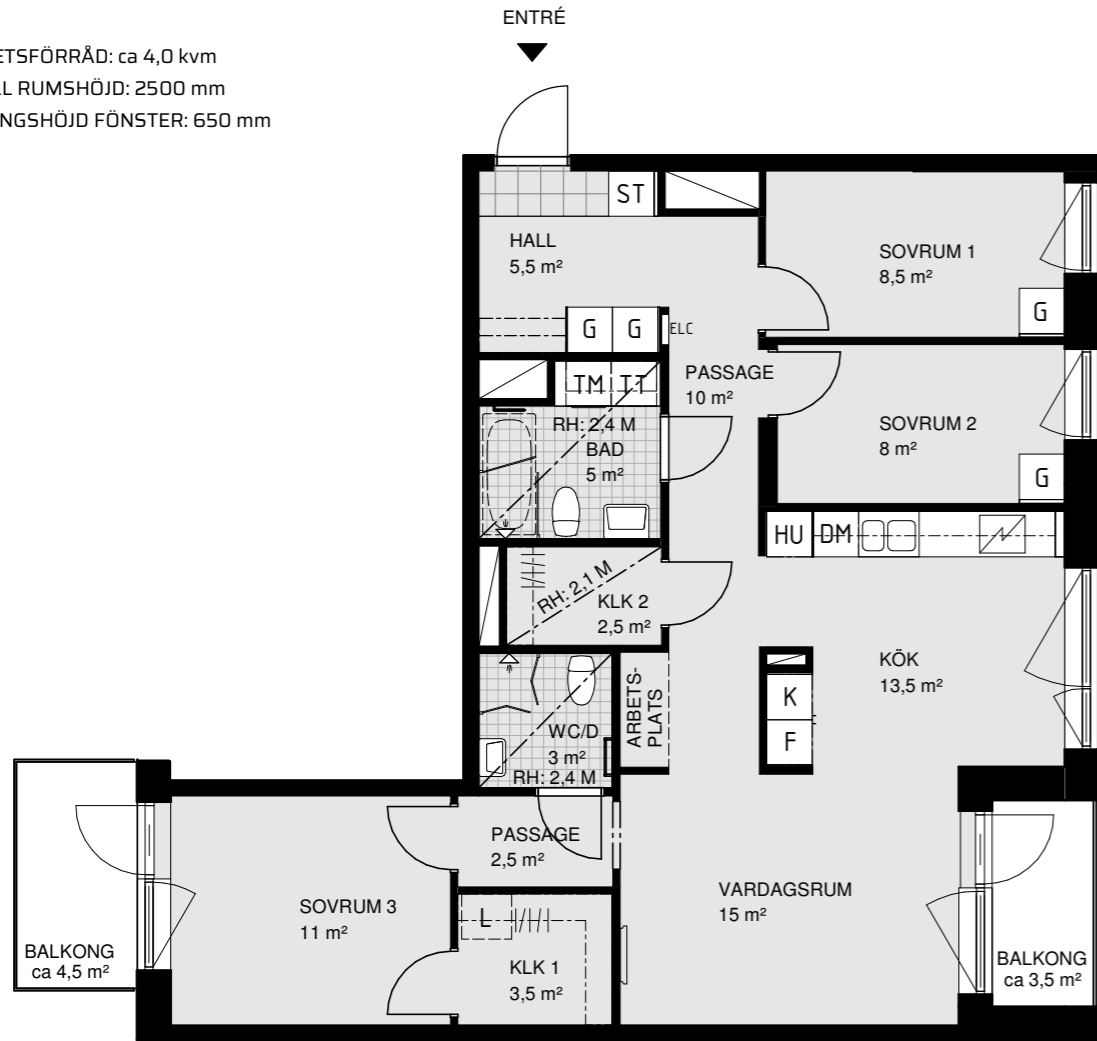 ENTRÉ
ETSFÖRRÅD: ca 4,0 kvm
LL RUMSHÖJD: 2500 mm
NGSHÖJD FÖNSTER: 650 mm
ST
HALL
5,5 m²
SOVRUM 1
8,5 m²
G
G
G
ELC
PASSAGE
10 m²
TM
TT
RH: 2,4 M
BAD
5 m²
SOVRUM 2
8 m²
G
HU
DM
RH: 2,1 M
KLK 2
2,5 m²
KÖK
13,5 m²
K
F
ARBETS-
PLATS
WC/D
3 m²
RH: 2,4 M
PASSAGE
2,5 m²
VARDAGSRUM
15 m²
SOVRUM 3
11 m²
L
KLK 1
3,5 m²
BALKONG
ca 4,5 m²
BALKONG
ca 3,5 m²